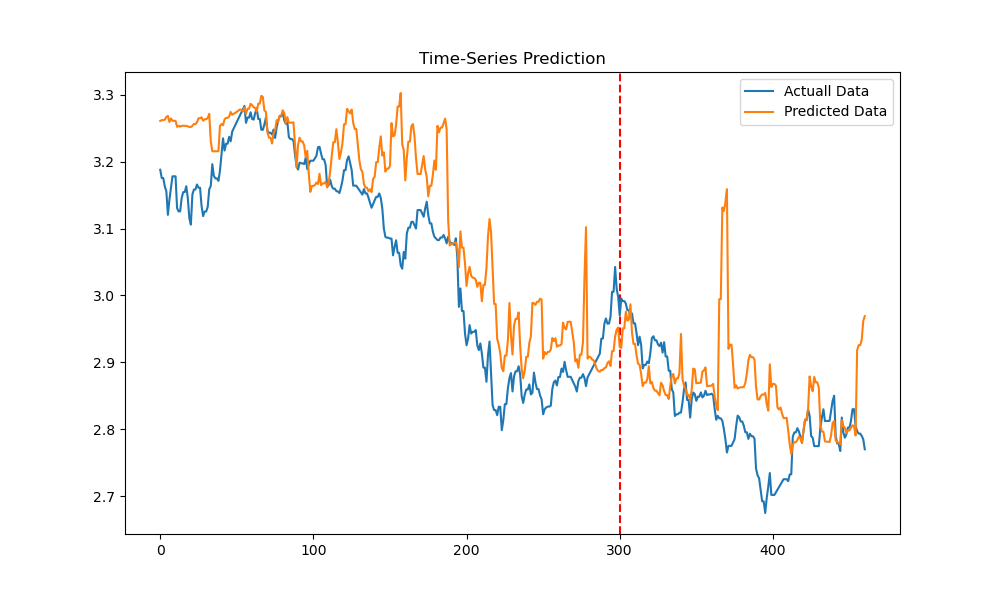 Time-Series Prediction
Actuall Data
Predicted Data
3.3
3.2
3.1
3.0
2.9
2.8
2.7
0 100 200 300 400